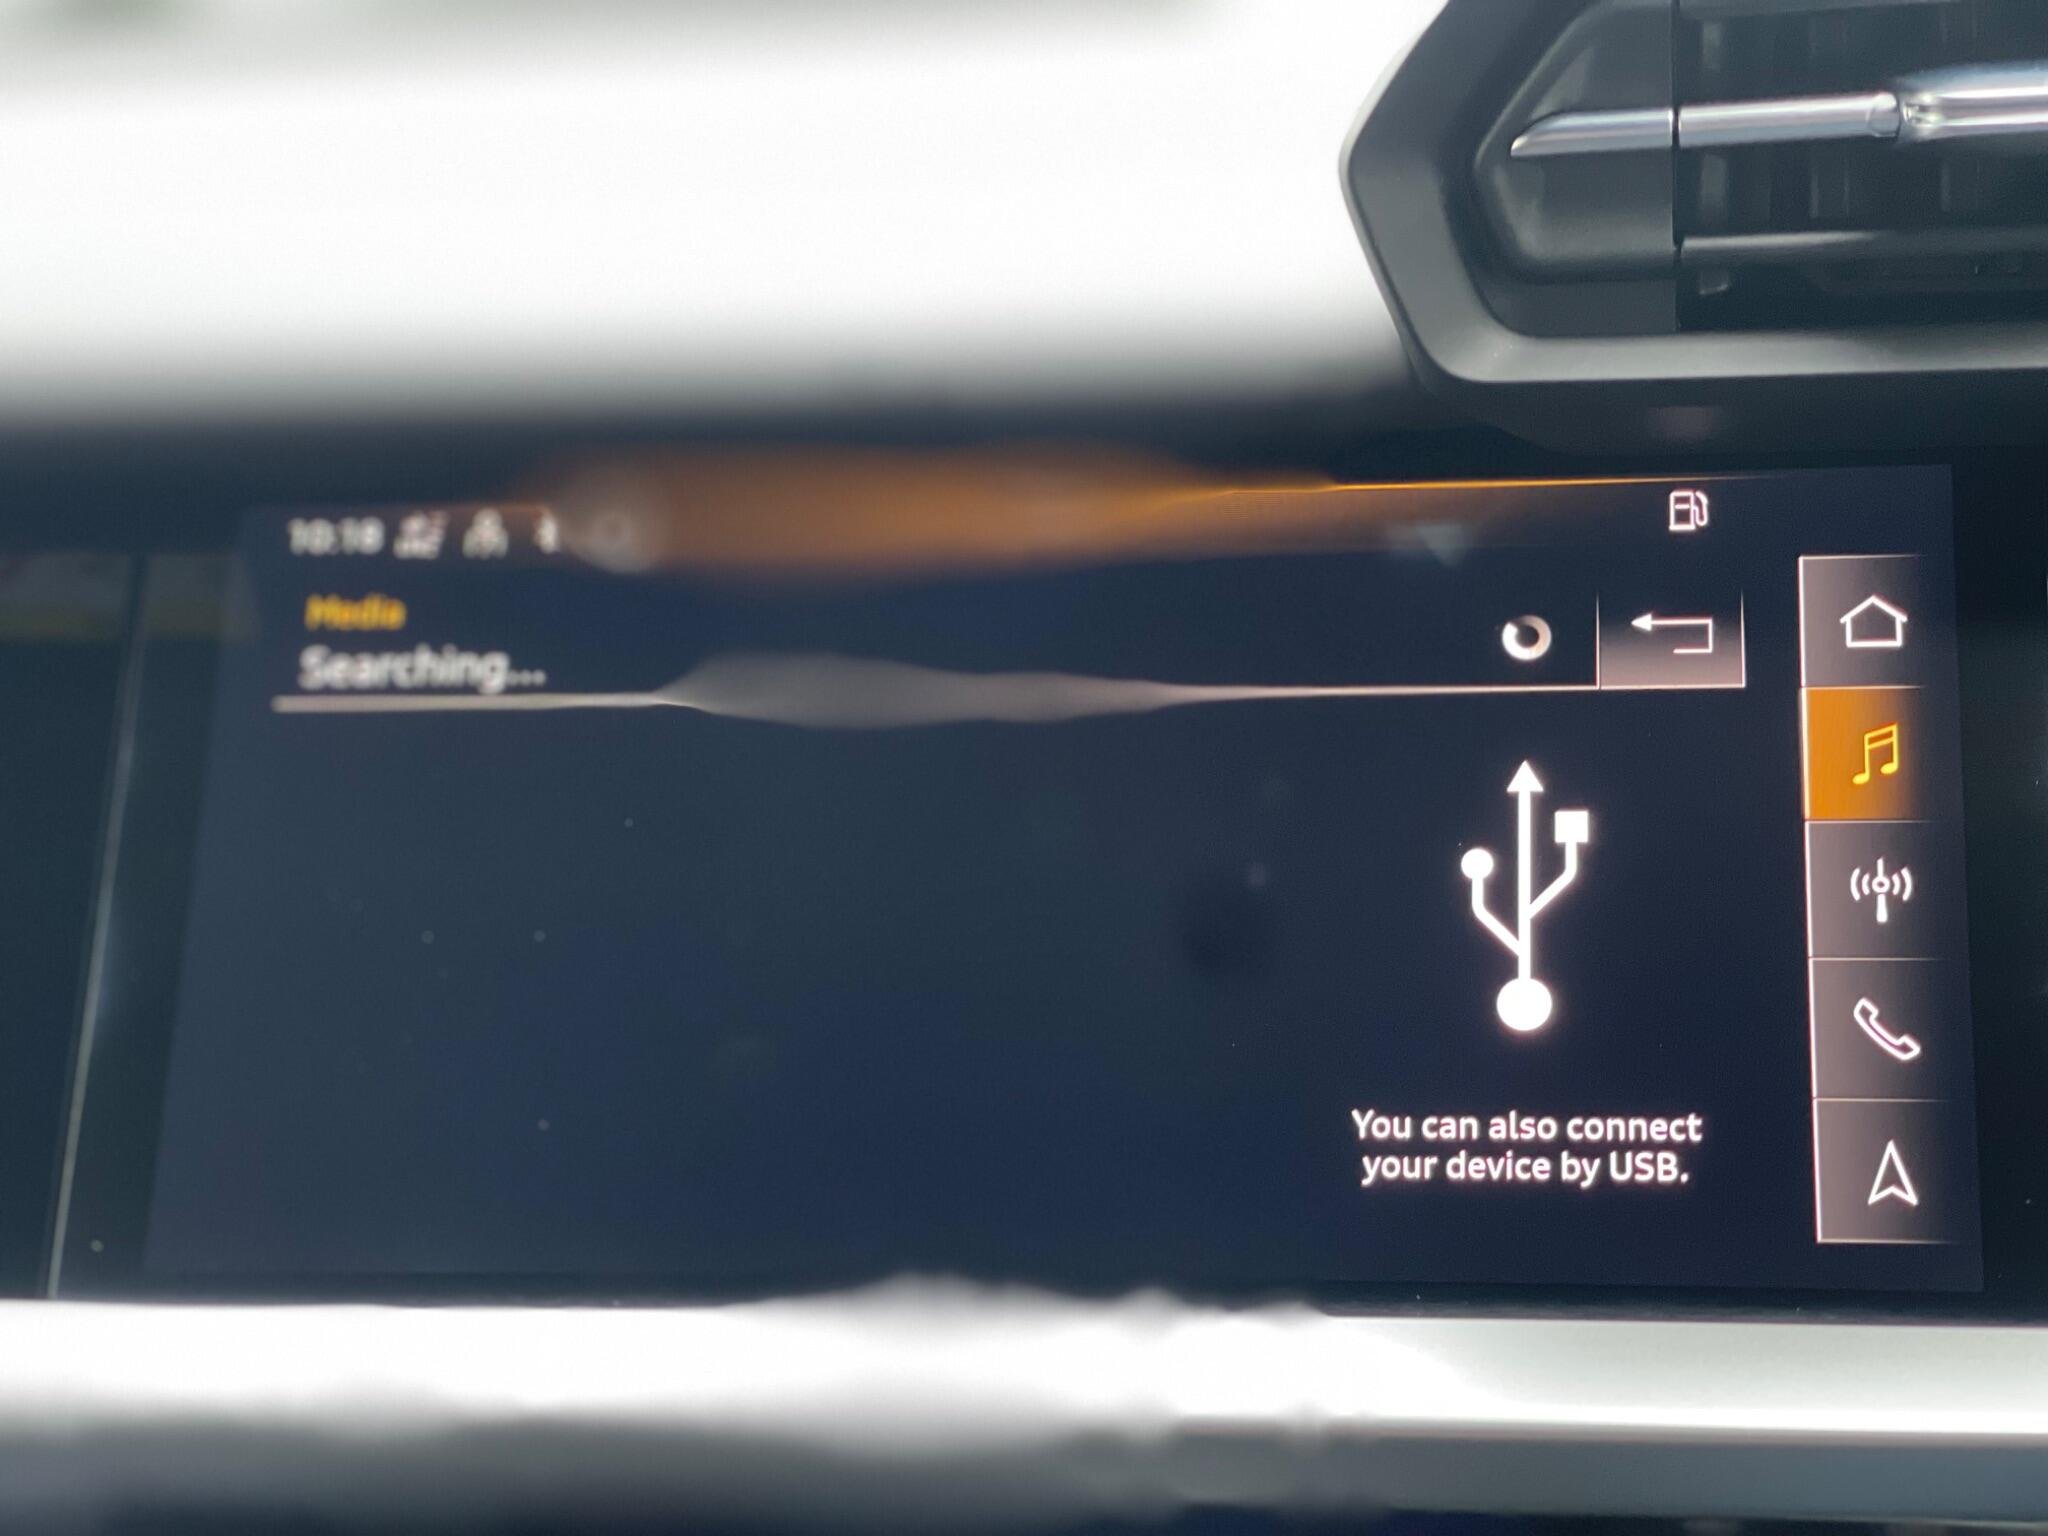 10:18
Media
Searching...
You can also connect
your device by USB.